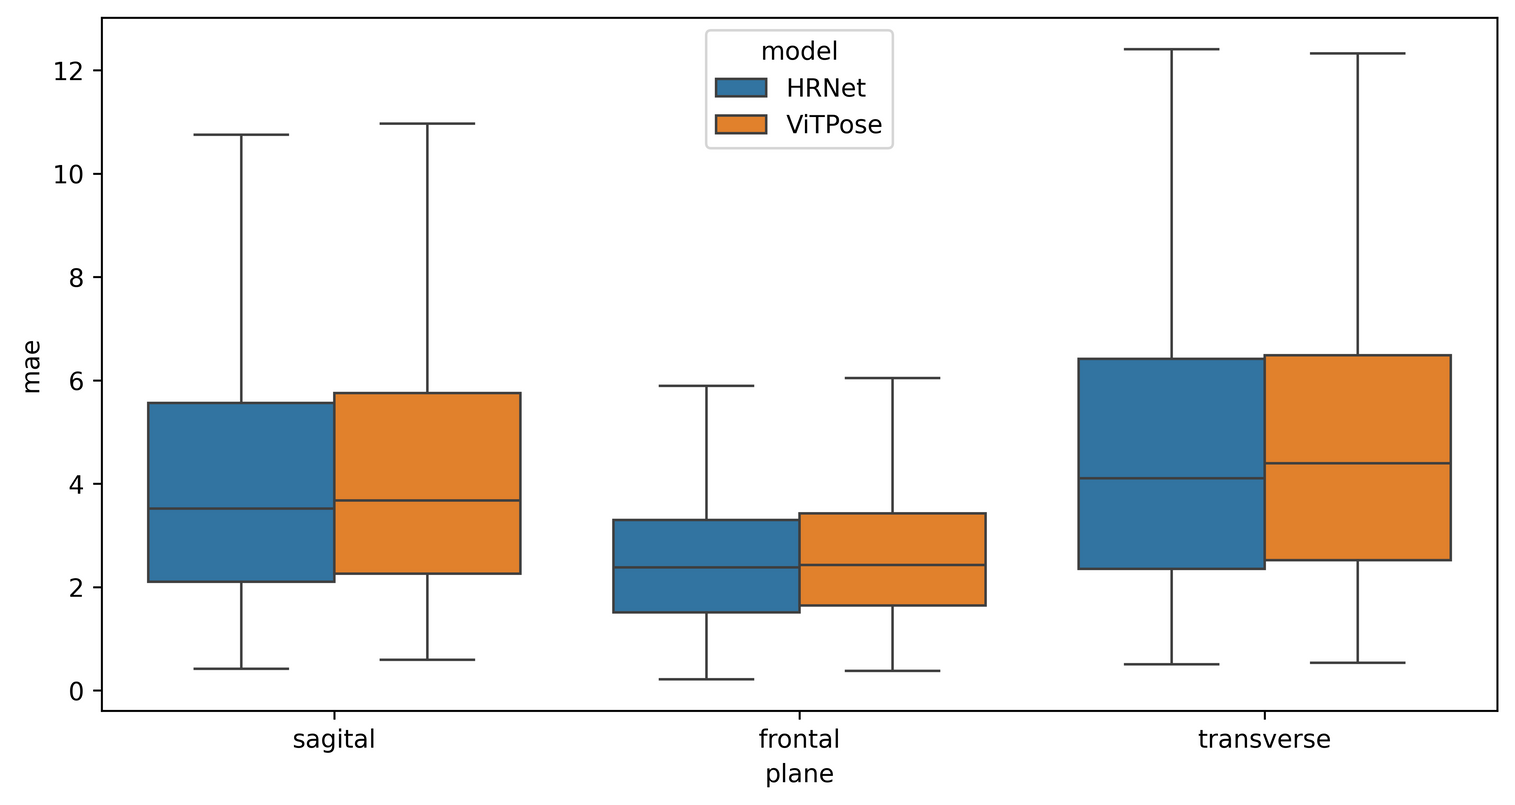 model
HRNet
ViTPose
12
10
8
6
4
2
0
mae
sagital
frontal
transverse
plane